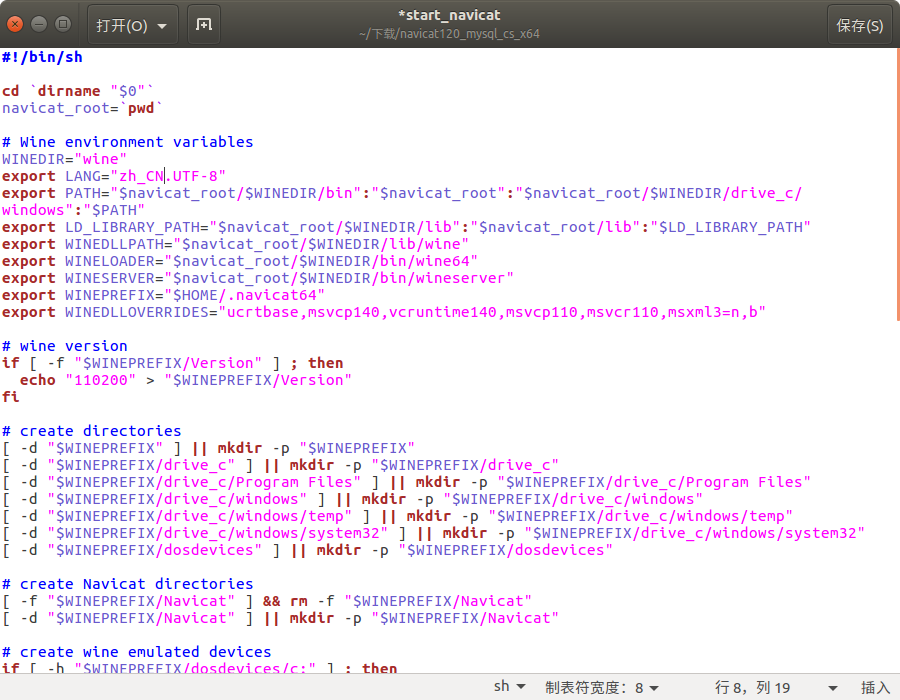 打开(O)
*start_navicat
~/下载/navicat120_mysql_cs_x64
保存(S)
#!/bin/sh
cd `dirname "$0"`
navicat_root=`pwd`
# Wine environment variables
WINEDIR="wine"
export LANG="zh_CN.UTF-8"
export PATH="$navicat_root/$WINEDIR/bin":"$navicat_root":"$navicat_root/$WINEDIR/drive_c/
windows":"$PATH"
export LD_LIBRARY_PATH="$navicat_root/$WINEDIR/lib":"$navicat_root/lib":"$LD_LIBRARY_PATH"
export WINEDLLPATH="$navicat_root/$WINEDIR/lib/wine"
export WINELOADER="$navicat_root/$WINEDIR/bin/wine64"
export WINESERVER="$navicat_root/$WINEDIR/bin/wineserver"
export WINEPREFIX="$HOME/.navicat64"
export WINEDLLOVERRIDES="ucrtbase,msvcp140,vcruntime140,msvcp110,msvcr110,msxml3=n,b"
# wine version
if [ -f "$WINEPREFIX/Version" ] ; then
  echo "110200" > "$WINEPREFIX/Version"
fi
# create directories
[ -d "$WINEPREFIX" ] || mkdir -p "$WINEPREFIX"
[ -d "$WINEPREFIX/drive_c" ] || mkdir -p "$WINEPREFIX/drive_c"
[ -d "$WINEPREFIX/drive_c/Program Files" ] || mkdir -p "$WINEPREFIX/drive_c/Program Files"
[ -d "$WINEPREFIX/drive_c/windows" ] || mkdir -p "$WINEPREFIX/drive_c/windows"
[ -d "$WINEPREFIX/drive_c/windows/temp" ] || mkdir -p "$WINEPREFIX/drive_c/windows/temp"
[ -d "$WINEPREFIX/drive_c/windows/system32" ] || mkdir -p "$WINEPREFIX/drive_c/windows/system32"
[ -d "$WINEPREFIX/dosdevices" ] || mkdir -p "$WINEPREFIX/dosdevices"
# create Navicat directories
[ -f "$WINEPREFIX/Navicat" ] && rm -f "$WINEPREFIX/Navicat"
[ -d "$WINEPREFIX/Navicat" ] || mkdir -p "$WINEPREFIX/Navicat"
# create wine emulated devices
if [ -h "$WINEPREFIX/dosdevices/c:" ] ; then
sh 制表符宽度：8 行 8，列 19 插入